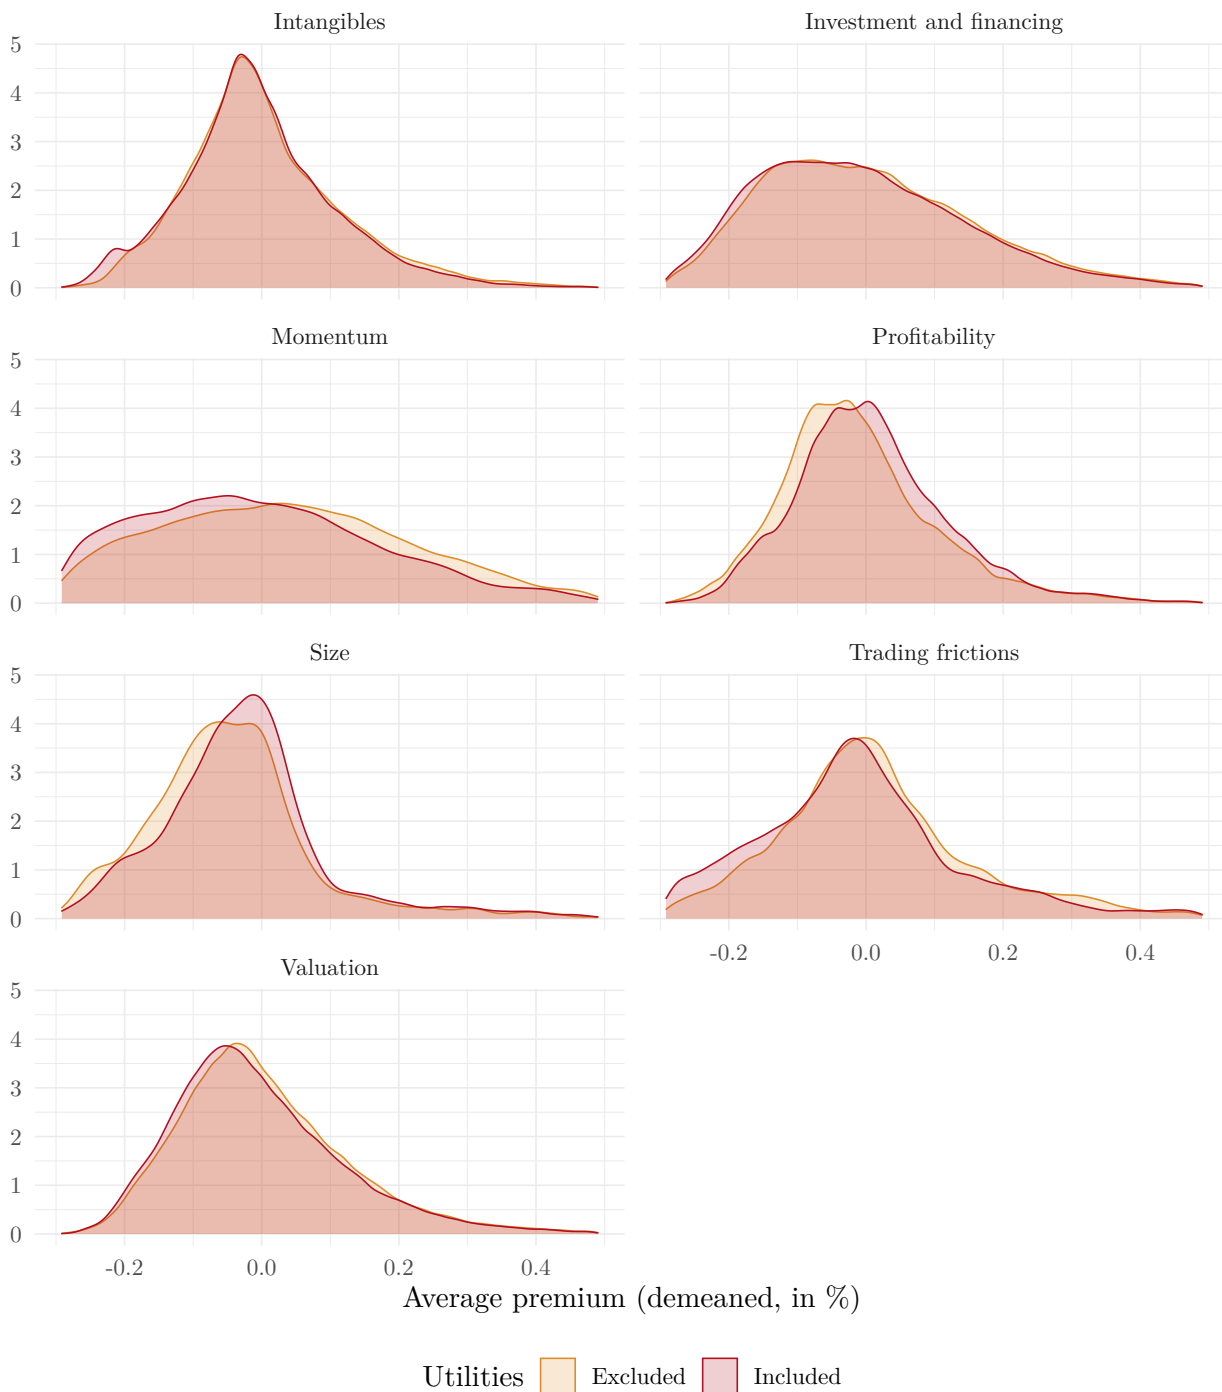 Intangibles
Investment and financing
5
4
3
2
1
0
Momentum
Profitability
5
4
3
2
1
0
Size
Trading frictions
5
4
3
2
1
0
-0.2 0.0 0.2 0.4
Valuation
5
4
3
2
1
0
-0.2 0.0 0.2 0.4
Average premium (demeaned, in %)
Utilities Excluded Included